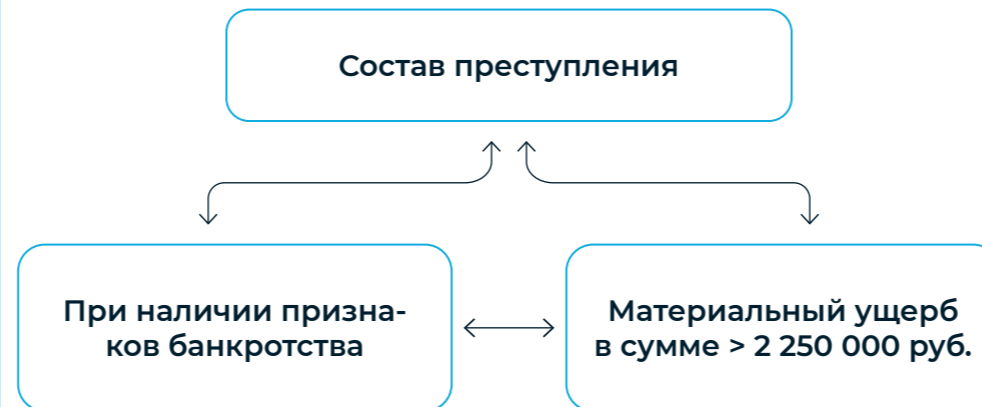 Состав преступления
При наличии призна-
ков банкротства
Материальный ущерб
в сумме > 2 250 000 руб.